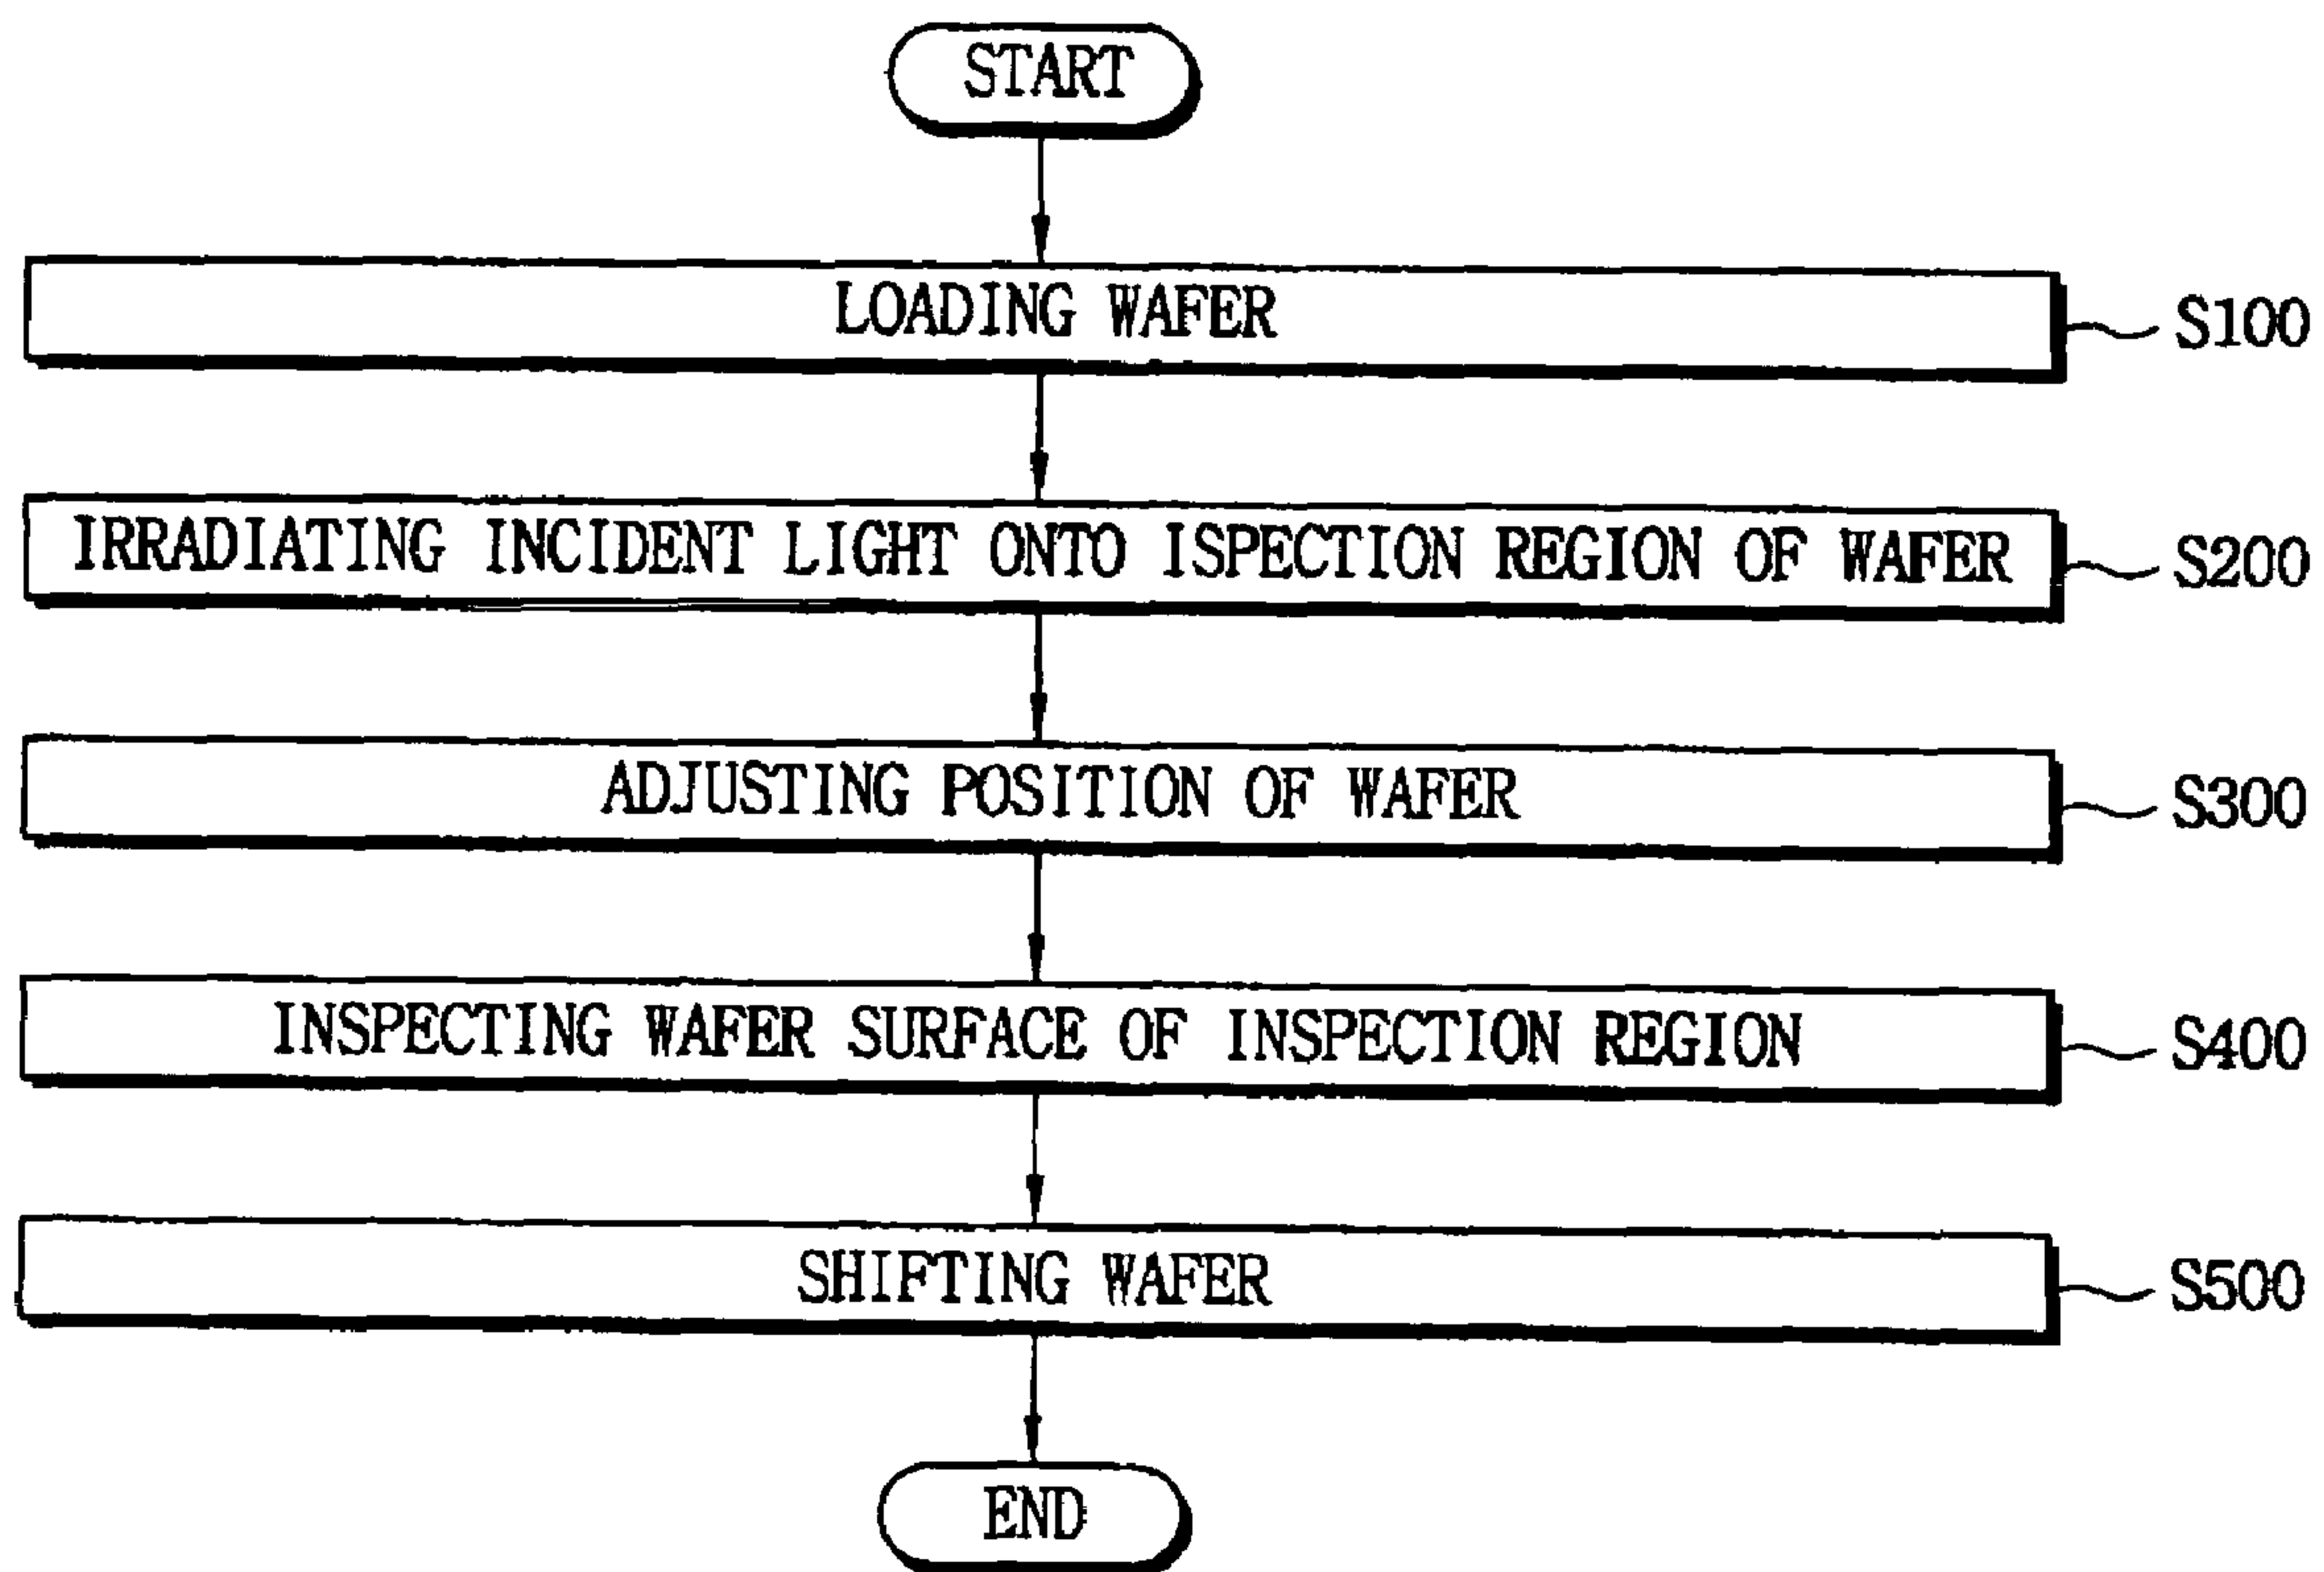 START
LOADING WAFER
S100
IRRADIATING INCIDENT LIGHT ONTO ISPECTION REGION OF WAFER
S200
ADJUSTING POSITION OF WAFER
S300
INSPECTING WAFER SURFACE OF INSPECTION REGION
S400
SHIFTING WAFER
S500
END